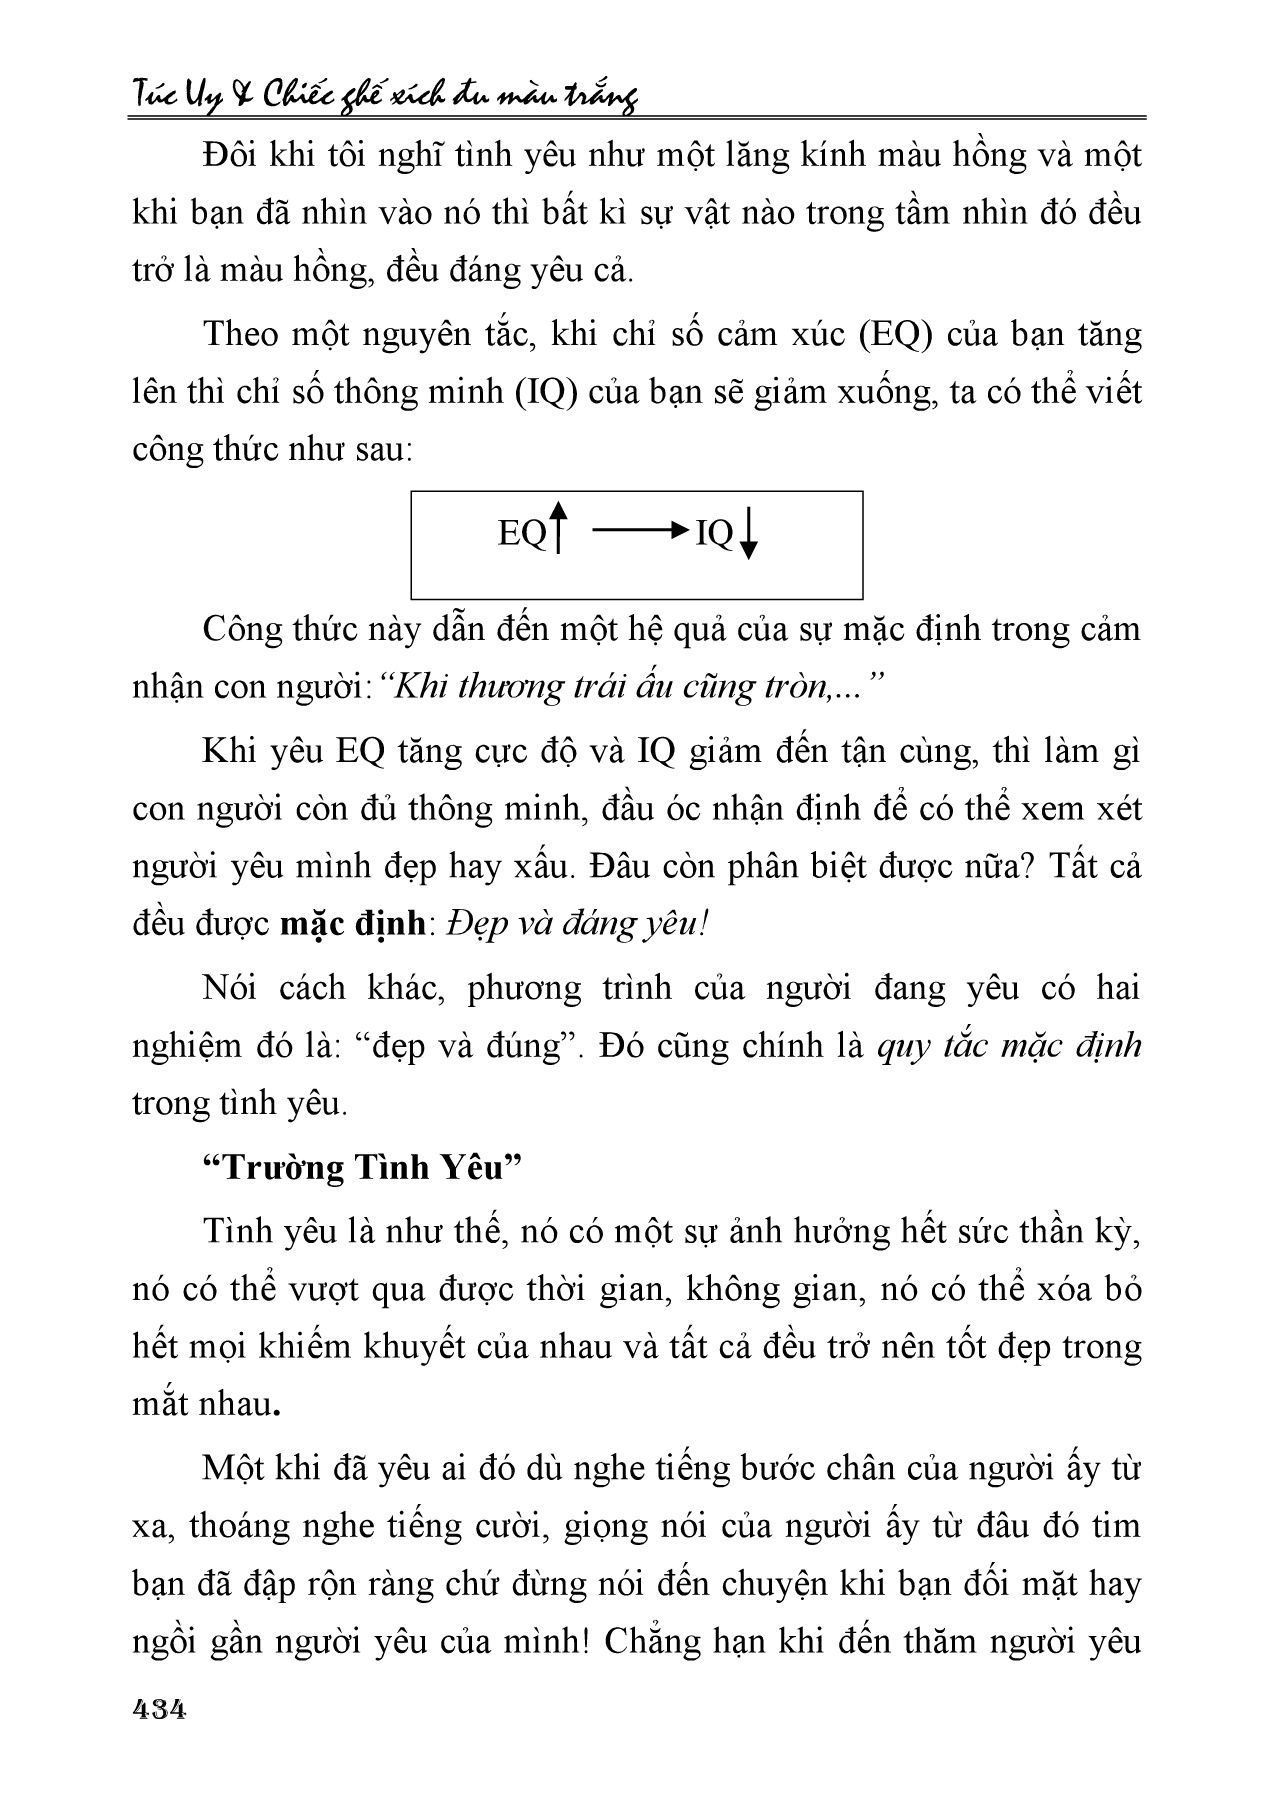 Túc Uy & Chiếc ghế xích đu màu trắng
Đôi khi tôi nghĩ tình yêu như một lăng kính màu hồng và một
khi bạn đã nhìn vào nó thì bất kì sự vật nào trong tầm nhìn đó đều
trở là màu hồng, đều đáng yêu cả.
Theo một nguyên tắc, khi chỉ số cảm xúc (EQ) của bạn tăng
lên thì chỉ số thông minh (IQ) của bạn sẽ giảm xuống, ta có thể viết
công thức như sau:
EQ↑ → IQ↓
Công thức này dẫn đến một hệ quả của sự mặc định trong cảm
nhận con người: “Khi thương trái ấu cũng tròn,...”
Khi yêu EQ tăng cực độ và IQ giảm đến tận cùng, thì làm gì
con người còn đủ thông minh, đầu óc nhận định để có thể xem xét
người yêu mình đẹp hay xấu. Đâu còn phân biệt được nữa? Tất cả
đều được mặc định: Đẹp và đáng yêu!
Nói cách khác, phương trình của người đang yêu có hai
nghiệm đó là: “đẹp và đúng”. Đó cũng chính là quy tắc mặc định
trong tình yêu.
“Trường Tình Yêu”
Tình yêu là như thế, nó có một sự ảnh hưởng hết sức thần kỳ,
nó có thể vượt qua được thời gian, không gian, nó có thể xóa bỏ
hết mọi khiếm khuyết của nhau và tất cả đều trở nên tốt đẹp trong
mắt nhau.
Một khi đã yêu ai đó dù nghe tiếng bước chân của người ấy từ
xa, thoáng nghe tiếng cười, giọng nói của người ấy từ đâu đó tim
bạn đã đập rộn ràng chứ đừng nói đến chuyện khi bạn đối mặt hay
ngồi gần người yêu của mình! Chẳng hạn khi đến thăm người yêu
434